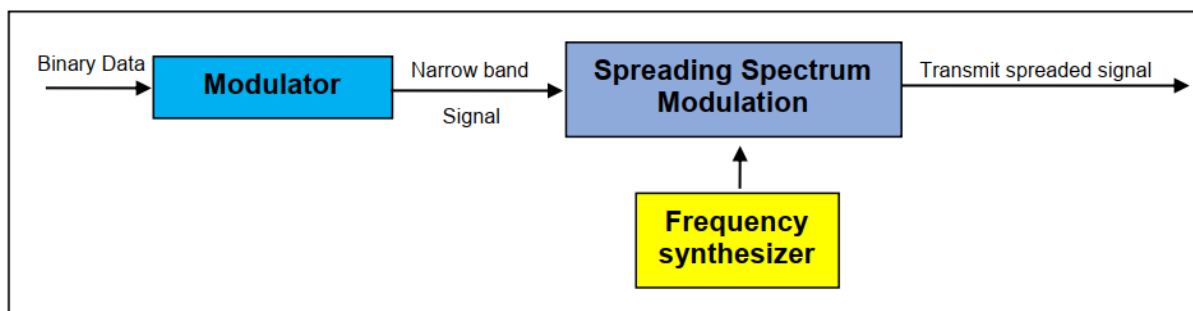 Binary Data
Modulator
Narrow band
Signal
Spreading Spectrum
Modulation
Transmit spreaded signal
Frequency
synthesizer